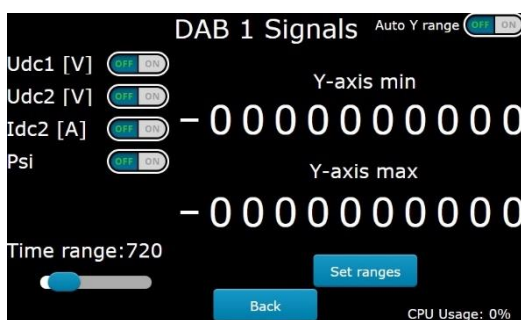 DAB 1 Signals
Auto Y range OFF ON
Udc1 [V] OFF ON
Udc2 [V] OFF ON
Idc2 [A] OFF ON
Psi OFF ON
Y-axis min
-0000000000
Y-axis max
-0000000000
Time range:720
Set ranges
Back
CPU Usage: 0%